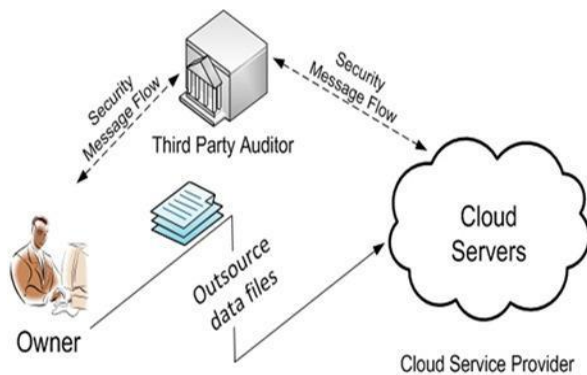 Security
Message Flow
Security
Message Flow
Third Party Auditor
Cloud
Servers
Outsource
data files
Owner
Cloud Service Provider